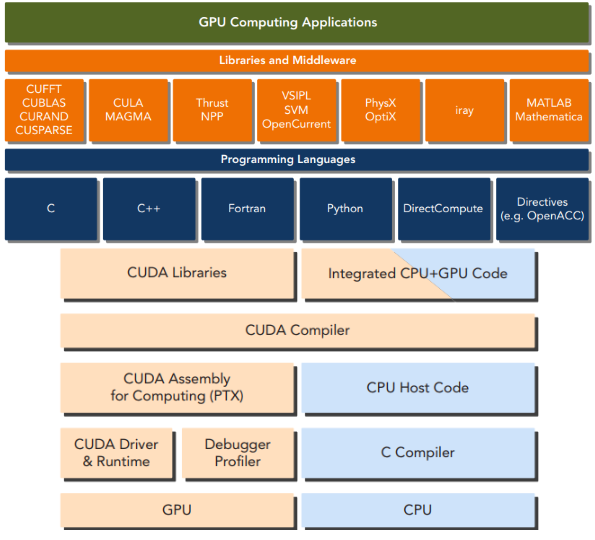 GPU Computing Applications
Libraries and Middleware
CUFFT
CUBLAS
CURAND
CUSPARSE
CULA
MAGMA
Thrust
NPP
VSIPL
SVM
OpenCurrent
PhysX
OptiX
iray
MATLAB
Mathematica
Programming Languages
C
C++
Fortran
Python
DirectCompute
Directives
(e.g. OpenACC)
CUDA Libraries
Integrated CPU+GPU Code
CUDA Compiler
CUDA Assembly
for Computing (PTX)
CPU Host Code
CUDA Driver
& Runtime
Debugger
Profiler
C Compiler
GPU
CPU